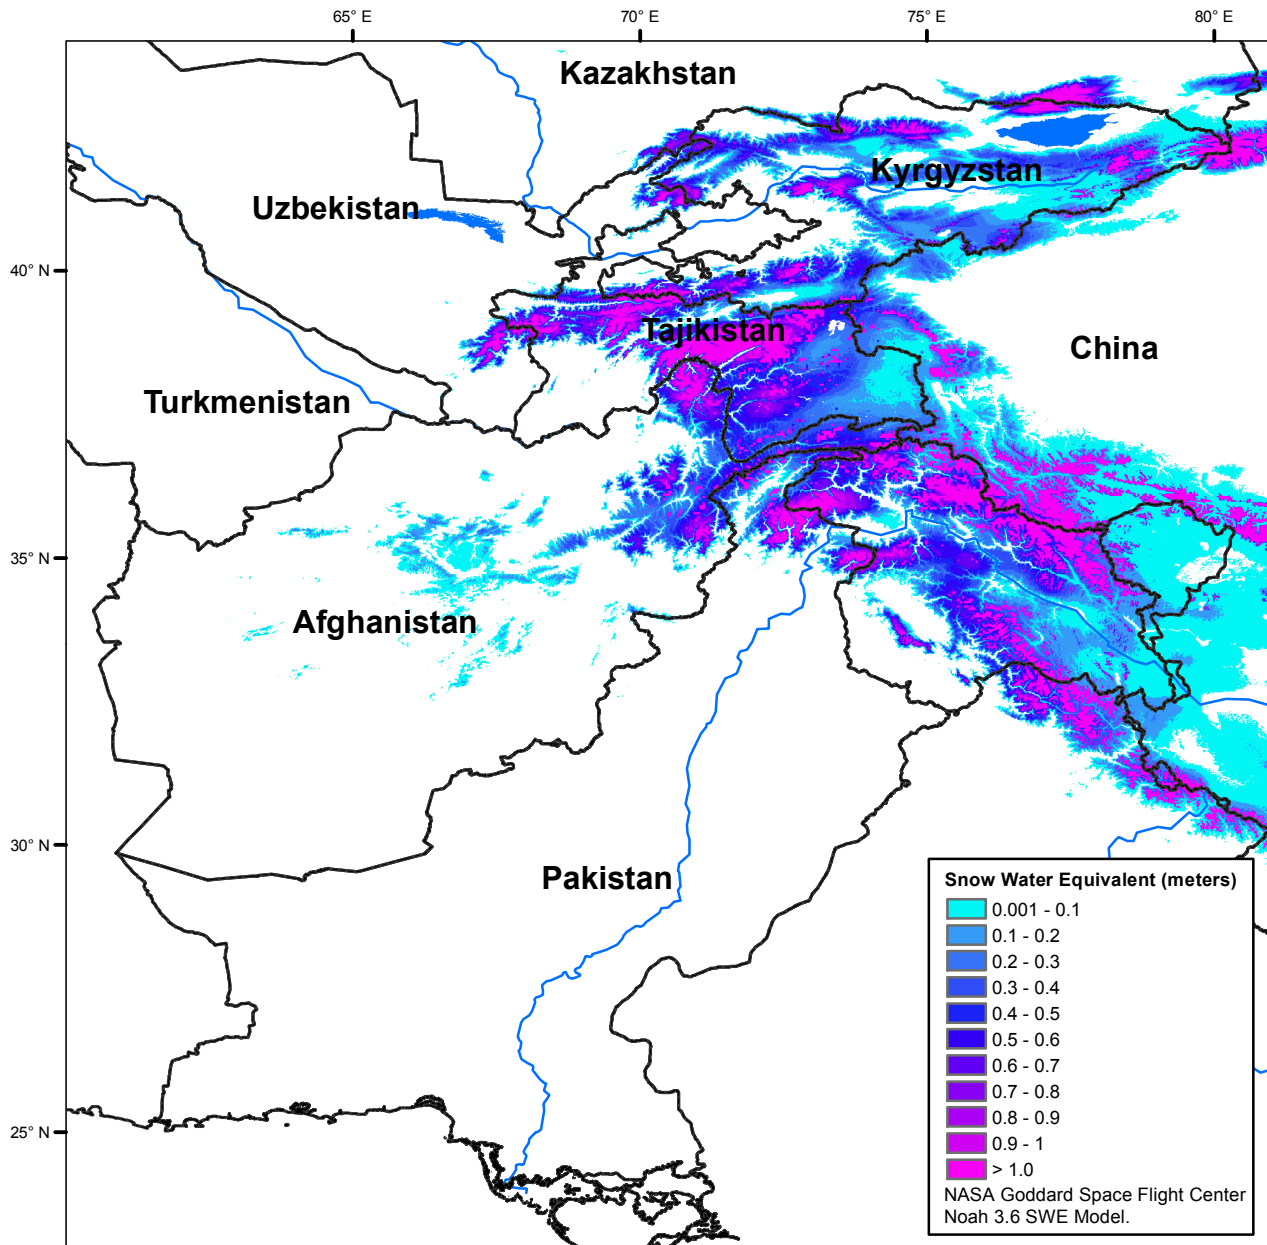 65° E
70° E
75° E
80° E
Kazakhstan
Kyrgyzstan
Uzbekistan
40° N
Tajikistan
China
Turkmenistan
35° N
Afghanistan
30° N
Pakistan
25° N
Snow Water Equivalent (meters)
0.001 - 0.1
0.1 - 0.2
0.2 - 0.3
0.3 - 0.4
0.4 - 0.5
0.5 - 0.6
0.6 - 0.7
0.7 - 0.8
0.8 - 0.9
0.9 - 1
> 1.0
NASA Goddard Space Flight Center
Noah 3.6 SWE Model.